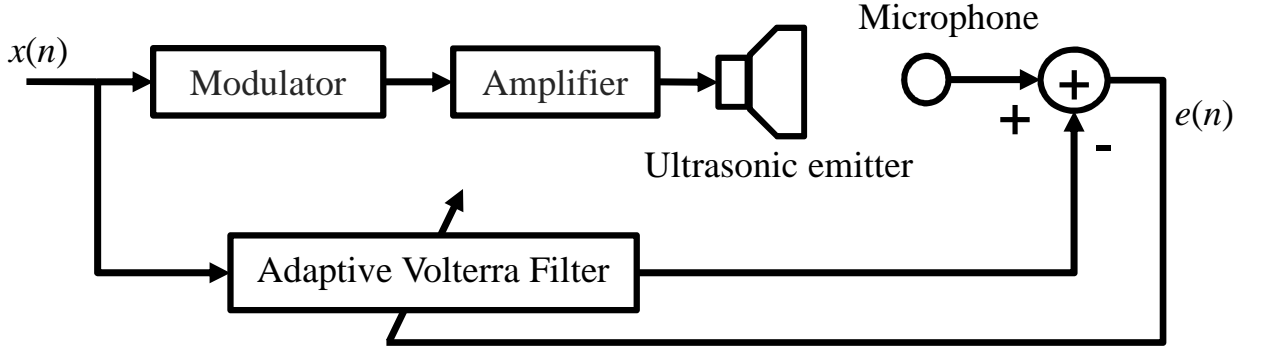 x(n)
Modulator
Amplifier
Ultrasonic emitter
Microphone
+
+
-
e(n)
Adaptive Volterra Filter